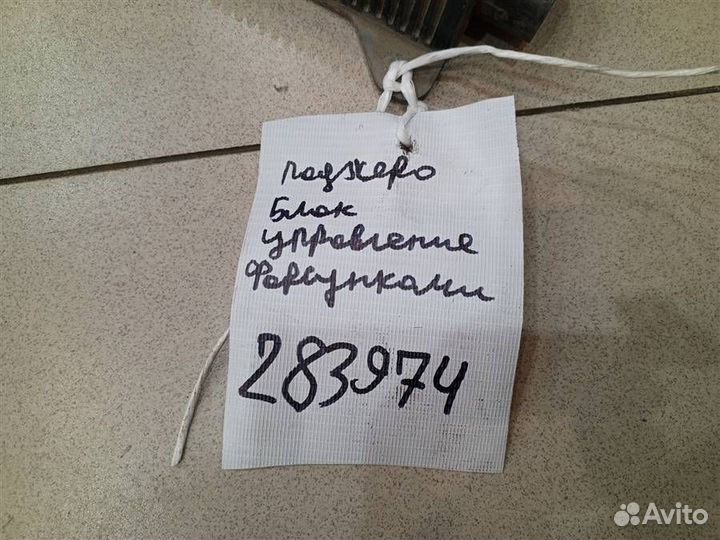 паджеро
Блок
управление
Форсунками
283974
Avito